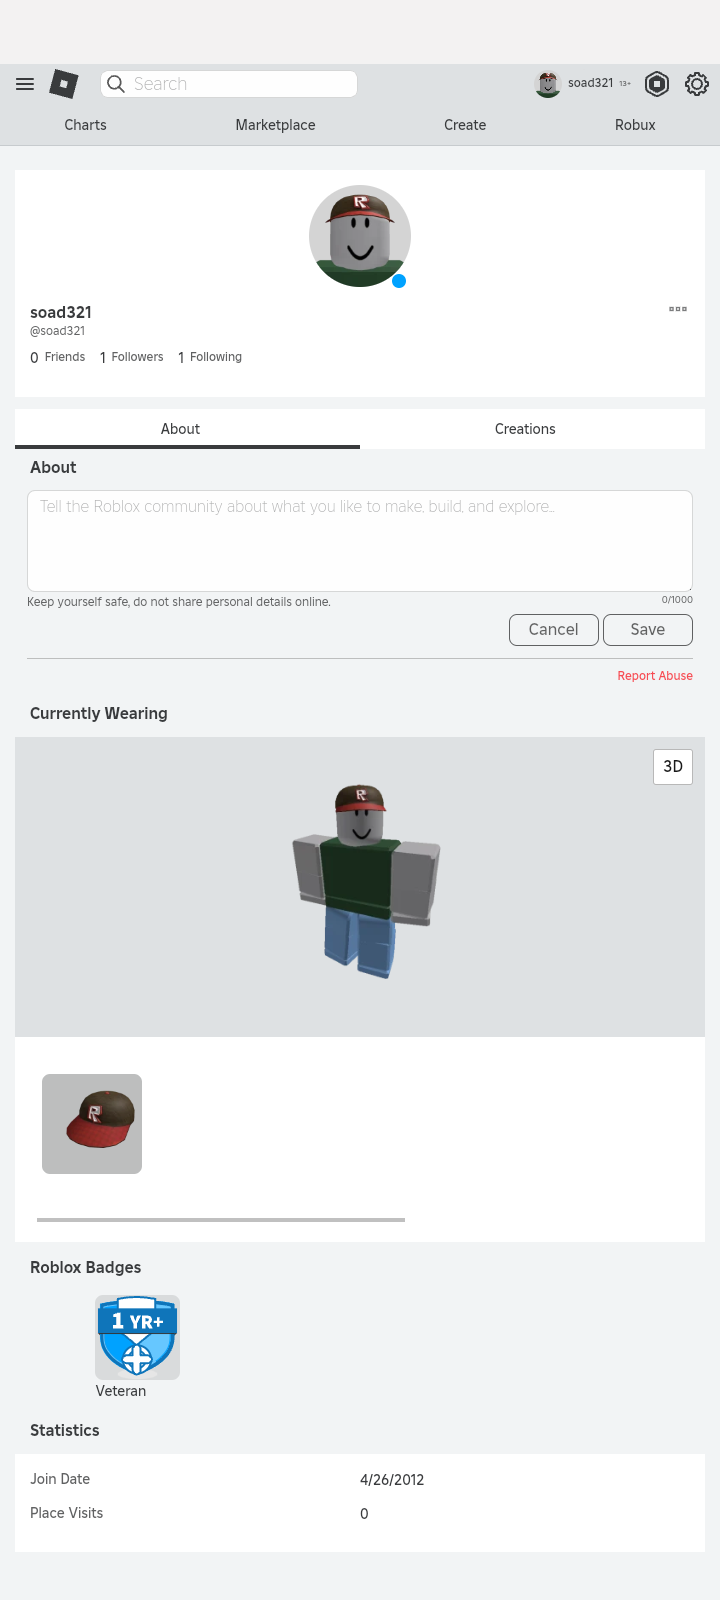 Search
soad321 13+
Charts Marketplace Create Robux
soad321
@soad321
0 Friends 1 Followers 1 Following
About Creations
About
Tell the Roblox community about what you like to make, build, and explore...
Keep yourself safe, do not share personal details online. 0/1000
Cancel Save
Report Abuse
Currently Wearing
3D
R
R
Roblox Badges
1 YR+
Veteran
Statistics
Join Date 4/26/2012
Place Visits 0